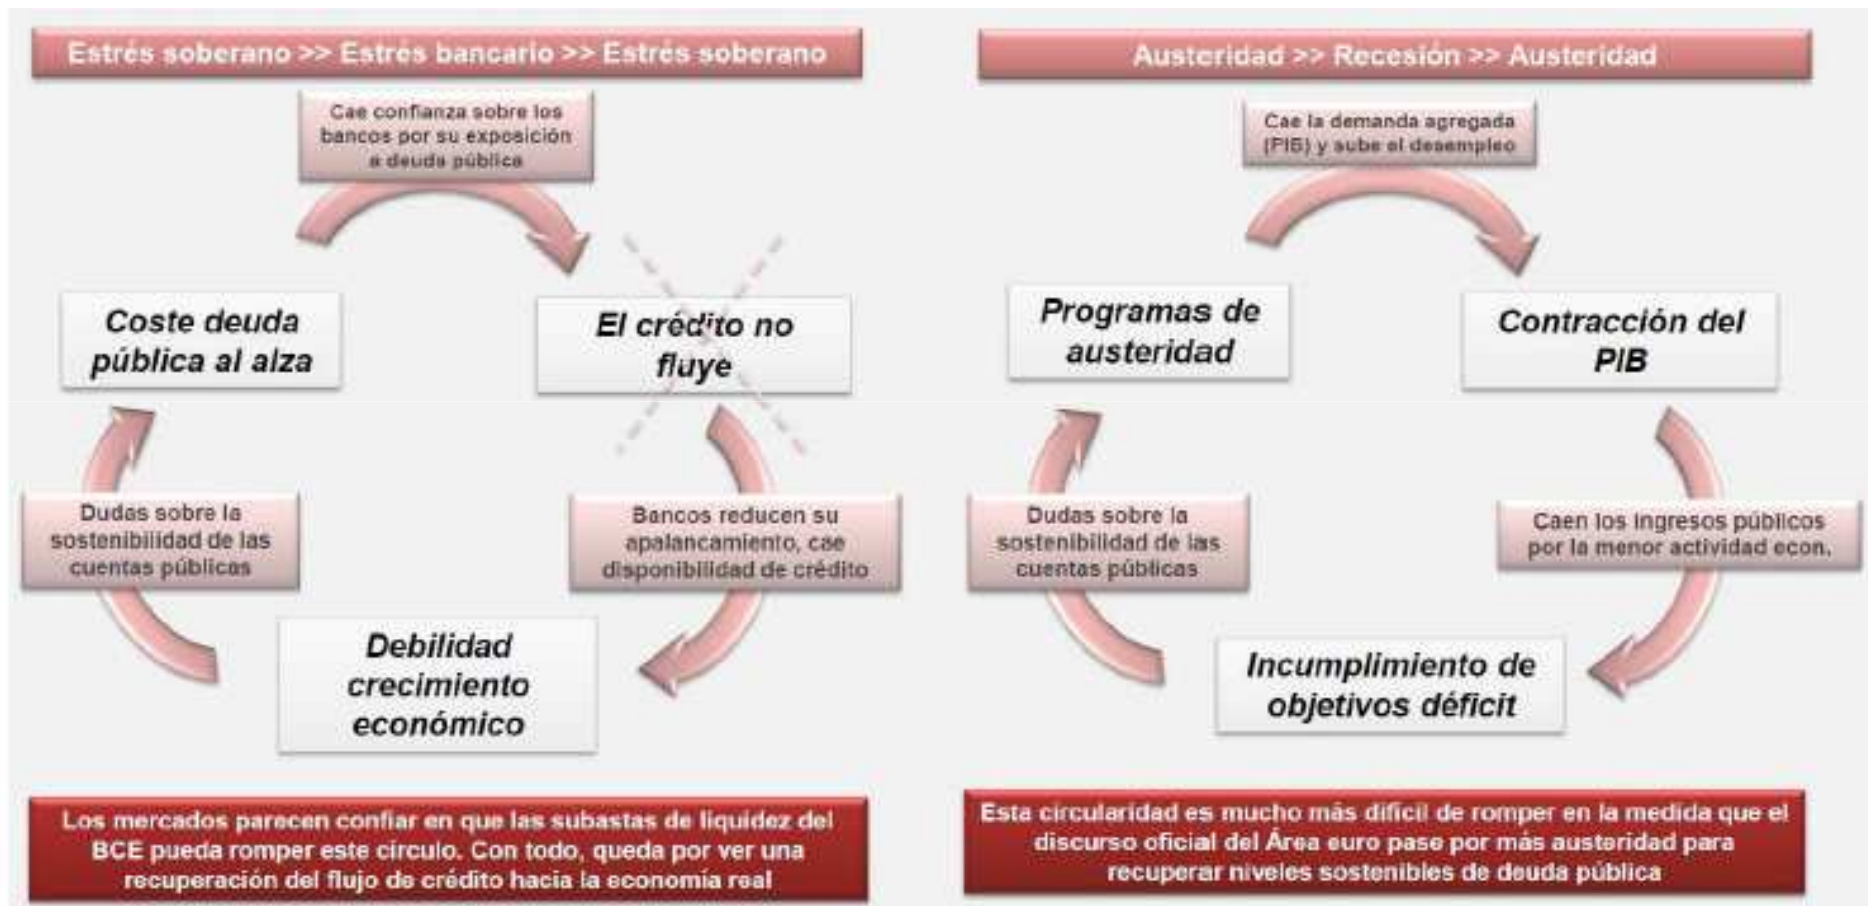 Estrés soberano >> Estrés bancario >> Estrés soberano
Cae confianza sobre los
bancos por su exposición
a deuda pública
Coste deuda
pública al alza
El crédito no
fluye
Dudas sobre la
sostenibilidad de las
cuentas públicas
Bancos reducen su
apalancamiento, cae
disponibilidad de crédito
Debilidad
crecimiento
económico
Los mercados parecen confiar en que las subastas de liquidez del
BCE pueda romper este círculo. Con todo, queda por ver una
recuperación del flujo de crédito hacia la economía real
Austeridad >> Recesión >> Austeridad
Cae la demanda agregada
(PIB) y sube el desempleo
Programas de
austeridad
Contracción del
PIB
Dudas sobre la
sostenibilidad de las
cuentas públicas
Caen los ingresos públicos
por la menor actividad econ.
Incumplimiento de
objetivos déficit
Esta circularidad es mucho más difícil de romper en la medida que el
discurso oficial del Área euro pase por más austeridad para
recuperar niveles sostenibles de deuda pública